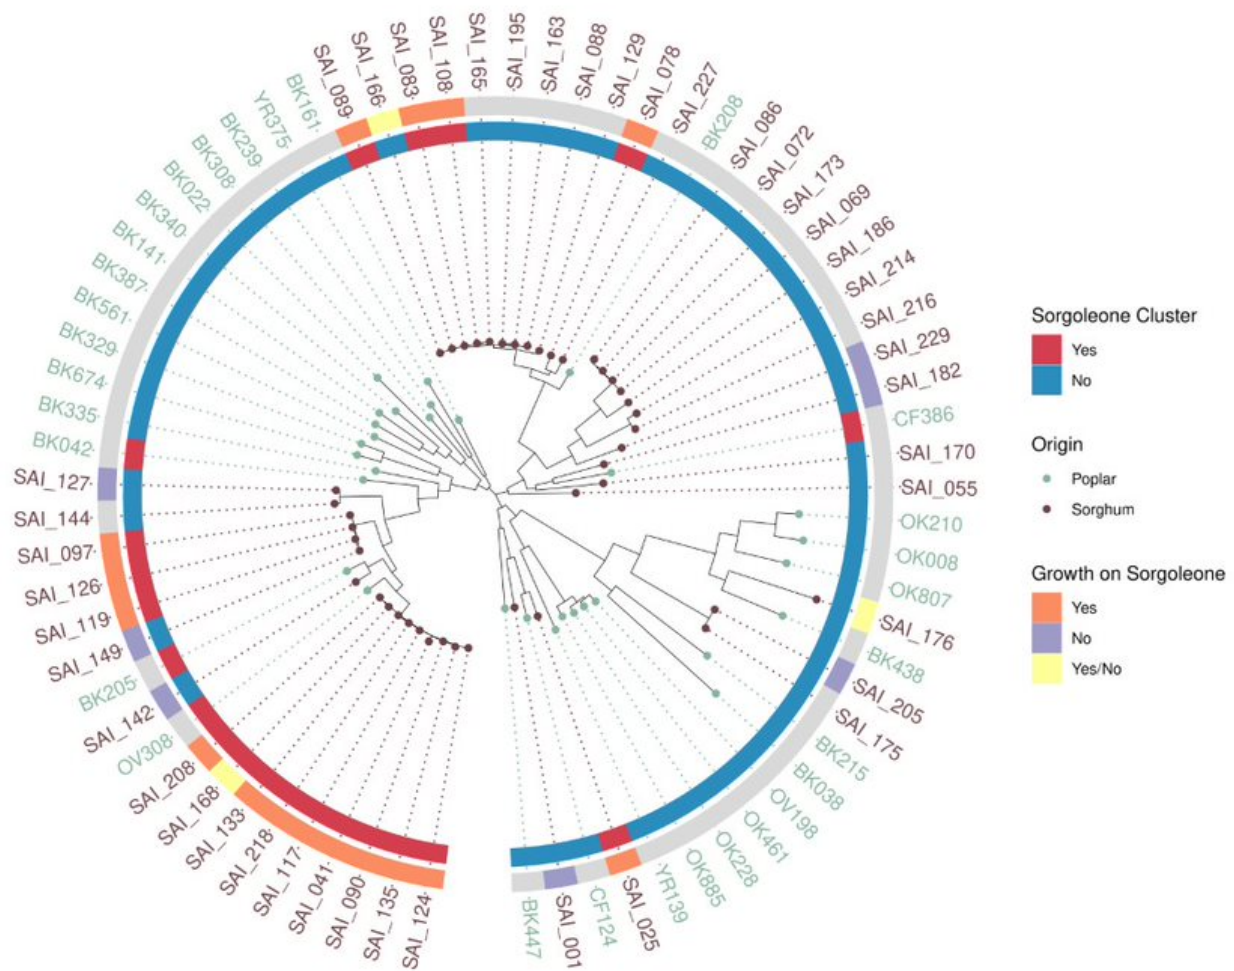 SAI_089
SAI_166
SAI_083
SAI_108
SAI_165
SAI_195
SAI_163
SAI_088
SAI_129
SAI_078
SAI_227
BK208
SAI_086
SAI_072
SAI_173
SAI_069
SAI_186
SAI_214
SAI_216
SAI_229
SAI_182
CF386
SAI_170
SAI_055
OK210
OK008
OK807
SAI_176
BK438
SAI_205
SAI_175
BK215
BK038
OV198
OK461
OK228
OK885
YR139
SAI_025
CF124
SAI_001
BK447
SAI_124
SAI_135
SAI_090
SAI_041
SAI_117
SAI_218
SAI_133
SAI_168
SAI_208
OV308
SAI_142
BK205
SAI_149
SAI_119
SAI_126
SAI_097
SAI_144
SAI_127
BK042
BK335
BK674
BK329
BK561
BK387
BK141
BK340
BK022
BK308
BK239
YR375
BK161
Sorgoleone Cluster
Yes
No
Origin
Poplar
Sorghum
Growth on Sorgoleone
Yes
No
Yes/No